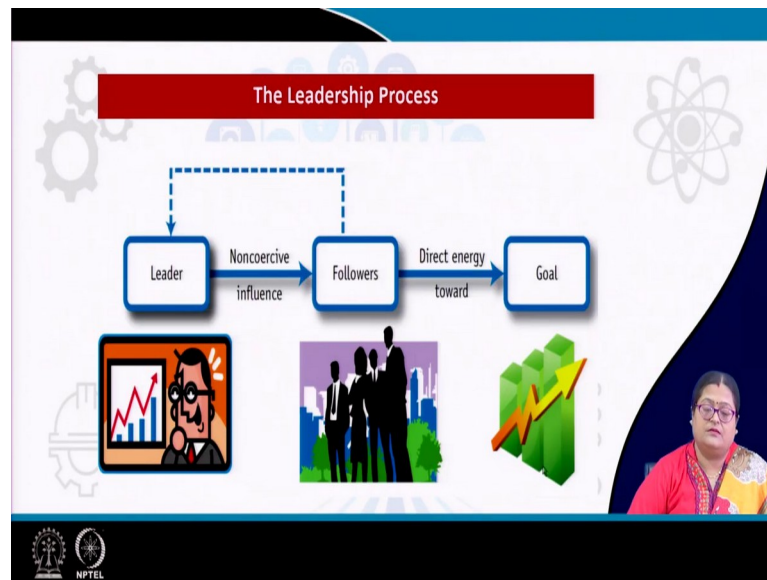 The Leadership Process
Leader
Noncoercive
influence
Followers
Direct energy
toward
Goal
NPTEL